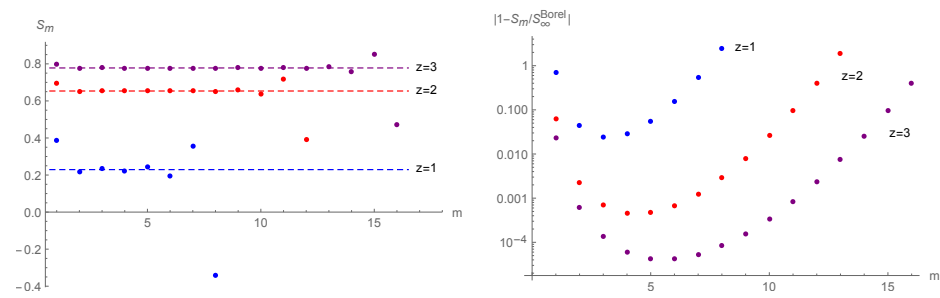 S_m
0.8
0.6
0.4
0.2
0.0
−0.2
−0.4
5
10
15
m
z=3
z=2
z=1
|1−S_m/S_∞^Borel|
1
0.100
0.010
0.001
10^−4
5
10
15
m
z=1
z=2
z=3